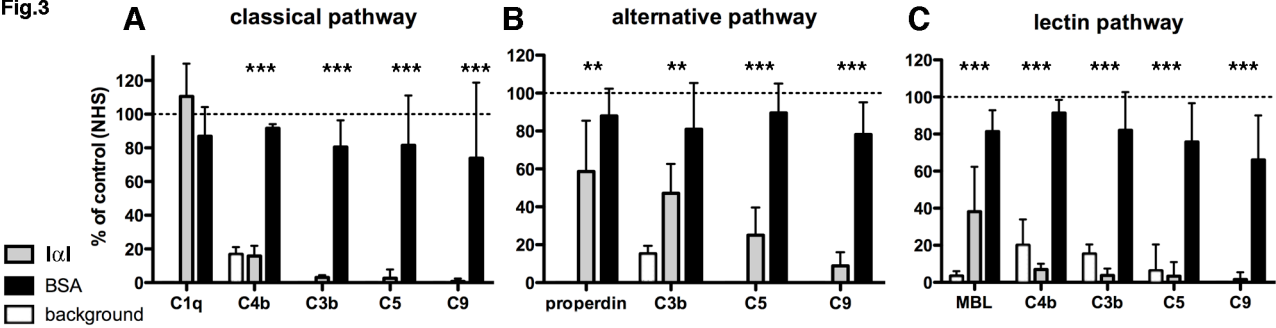 Fig.3
A classical pathway
% of control (NHS)
120
100
80
60
40
20
0
*** *** *** ***
C1q C4b C3b C5 C9
IαI
BSA
background
B alternative pathway
120
100
80
60
40
20
0
** ** *** ***
properdin C3b C5 C9
C lectin pathway
120
100
80
60
40
20
0
*** *** *** *** ***
MBL C4b C3b C5 C9